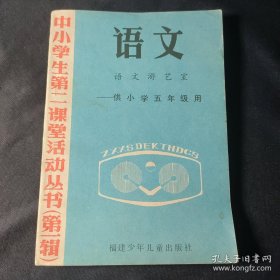 中小学生第二课堂活动丛书(第一辑)
语文
语文游艺室
——供小学五年级用
ZXXSDEKTHDCS
福建少年儿童出版社
孔夫子旧书网